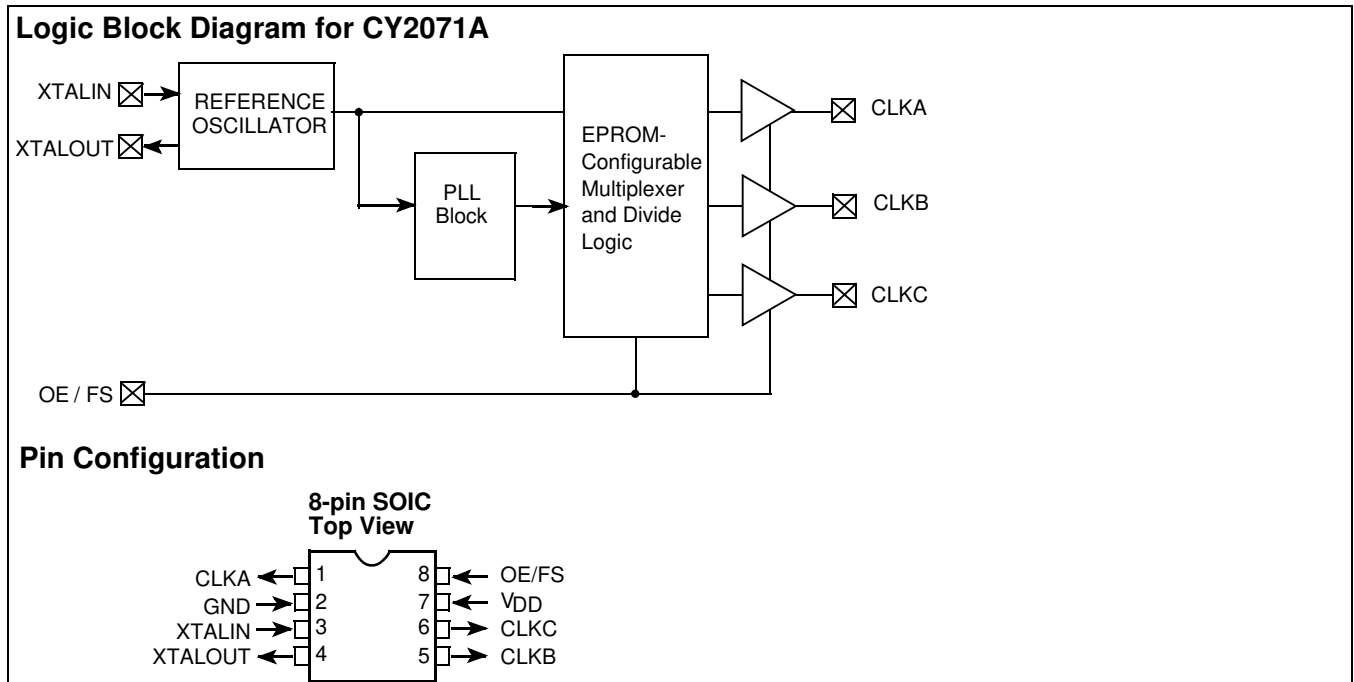 Logic Block Diagram for CY2071A
XTALIN
XTALOUT
REFERENCE
OSCILLATOR
PLL
Block
EPROM-
Configurable
Multiplexer
and Divide
Logic
CLKA
CLKB
CLKC
OE / FS
Pin Configuration
8-pin SOIC
Top View
CLKA 1 8 OE/FS
GND 2 7 VDD
XTALIN 3 6 CLKC
XTALOUT 4 5 CLKB